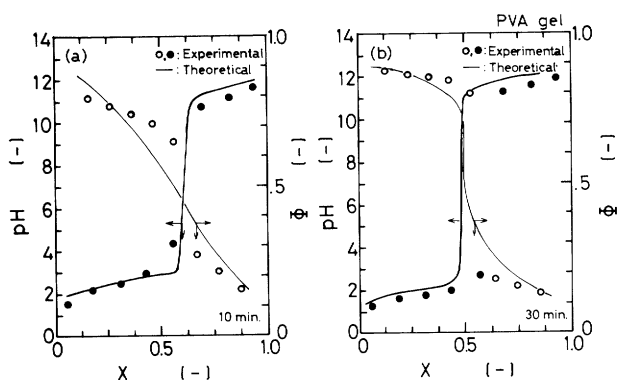 PVA gel
(a)
○,●: Experimental
— : Theoretical
14
12
10
8
6
4
2
0
pH (-)
1.0
.5
0
Φ (-)
0
0.5
1.0
X (-)
10 min.
(b)
○,●: Experimental
— : Theoretical
14
12
10
8
6
4
2
0
pH (-)
1.0
.5
0
Φ (-)
0
0.5
1.0
X (-)
30 min.